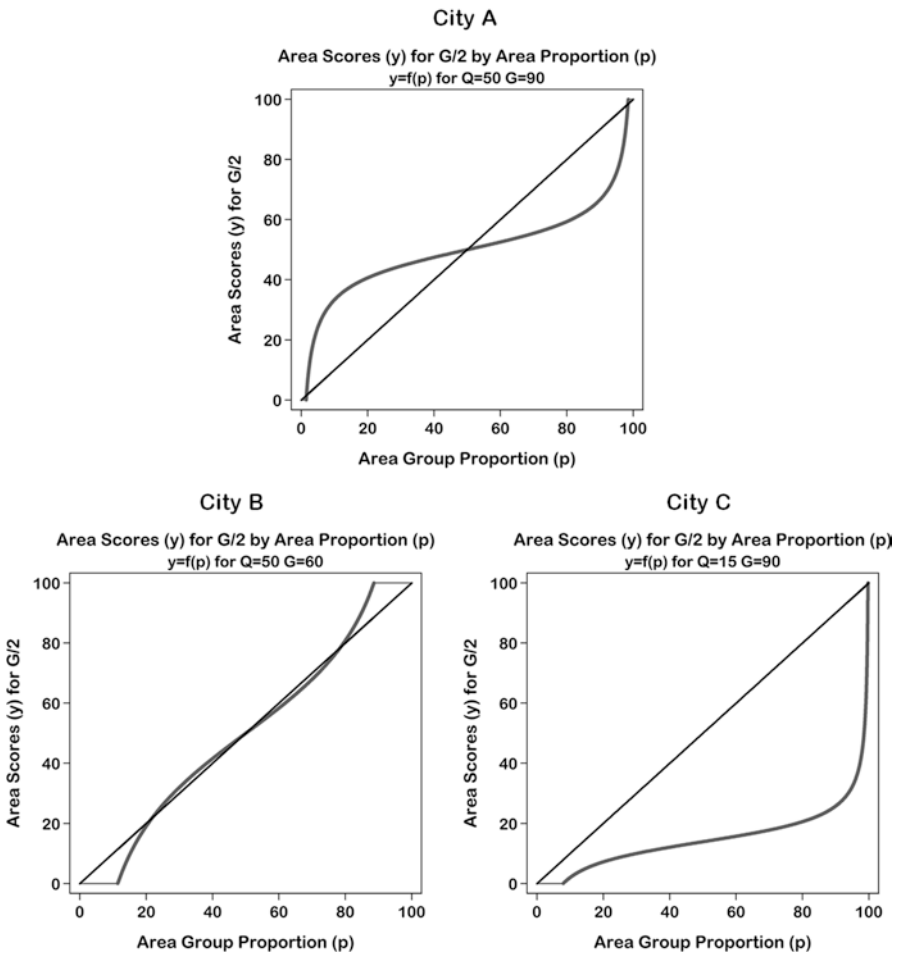 City A
Area Scores (y) for G/2 by Area Proportion (p)
y=f(p) for Q=50 G=90
100
80
60
40
20
0
Area Scores (y) for G/2
0 20 40 60 80 100
Area Group Proportion (p)
City B
Area Scores (y) for G/2 by Area Proportion (p)
y=f(p) for Q=50 G=60
100
80
60
40
20
0
Area Scores (y) for G/2
0 20 40 60 80 100
Area Group Proportion (p)
City C
Area Scores (y) for G/2 by Area Proportion (p)
y=f(p) for Q=15 G=90
100
80
60
40
20
0
Area Scores (y) for G/2
0 20 40 60 80 100
Area Group Proportion (p)